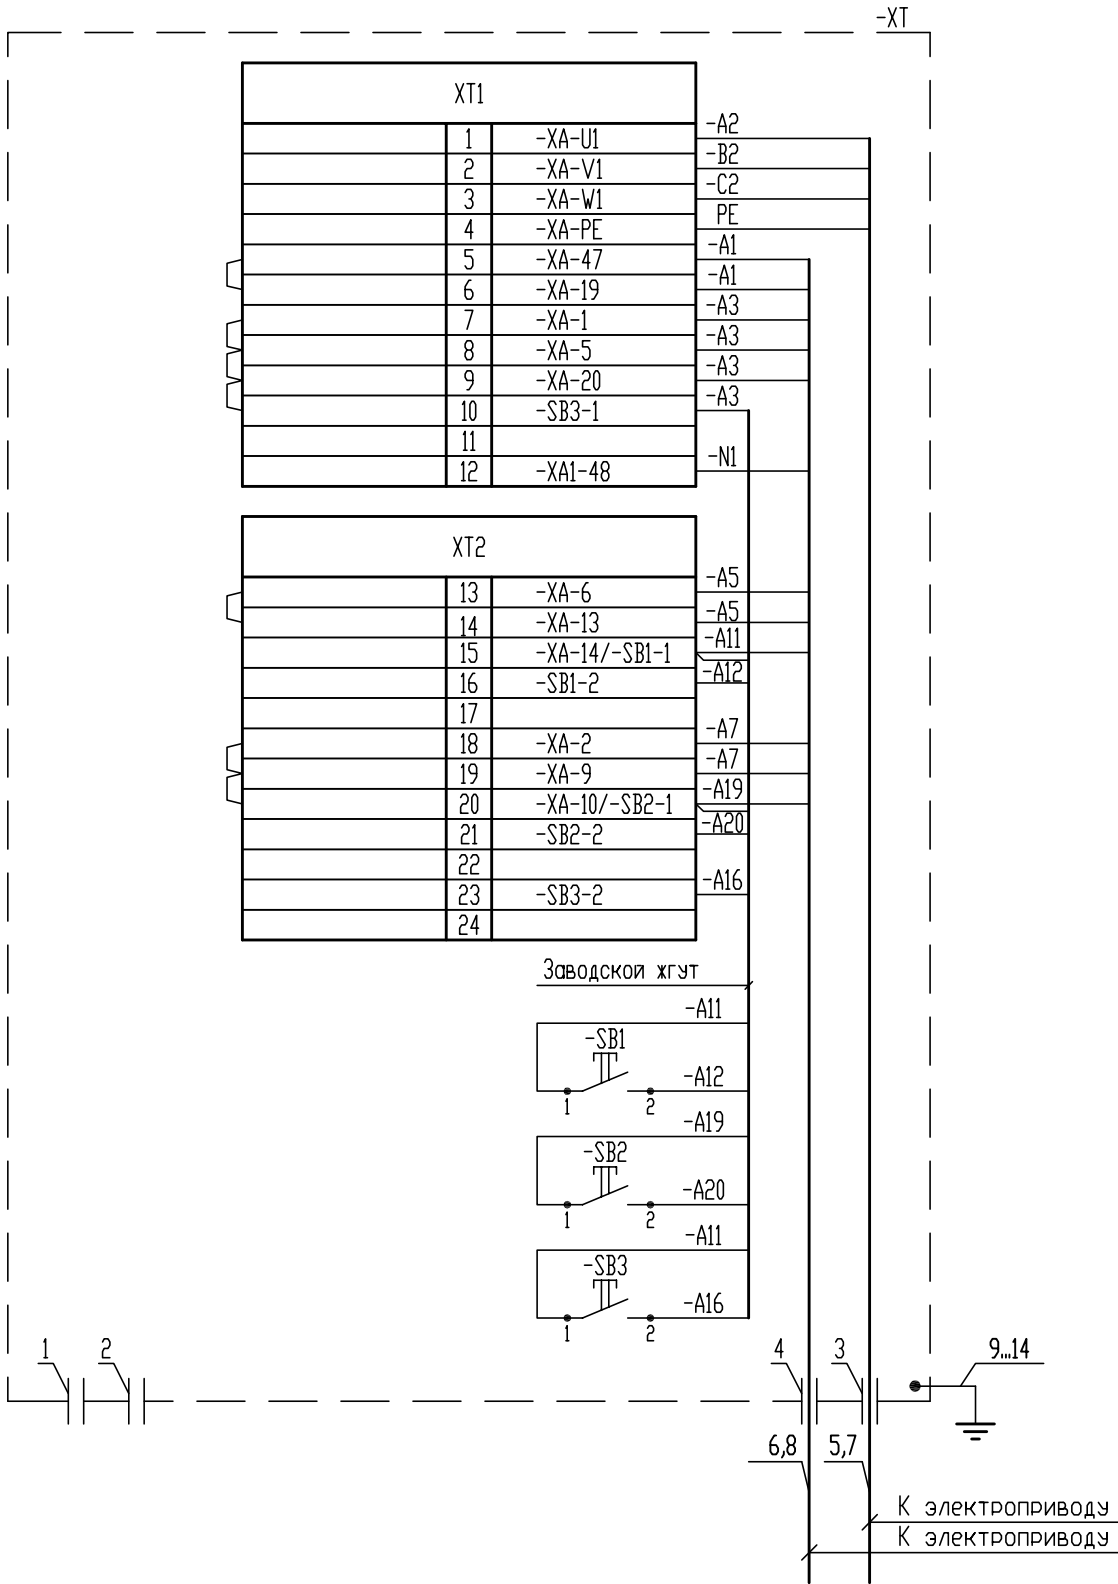 -XT
XT1
1 -XA-U1 -A2
2 -XA-V1 -B2
3 -XA-W1 -C2
4 -XA-PE PE
5 -XA-47 -A1
6 -XA-19 -A1
7 -XA-1 -A3
8 -XA-5 -A3
9 -XA-20 -A3
10 -SB3-1 -A3
11
12 -XA1-48 -N1
XT2
13 -XA-6 -A5
14 -XA-13 -A5
15 -XA-14/-SB1-1 -A11
16 -SB1-2 -A12
17
18 -XA-2 -A7
19 -XA-9 -A7
20 -XA-10/-SB2-1 -A19
21 -SB2-2 -A20
22
23 -SB3-2 -A16
24
Заводской жгут
-A11
-SB1
-A12
1 2
-A19
-SB2
-A20
1 2
-A11
-SB3
-A16
1 2
1 2 4 3 9...14
6,8 5,7
К электроприводу
К электроприводу